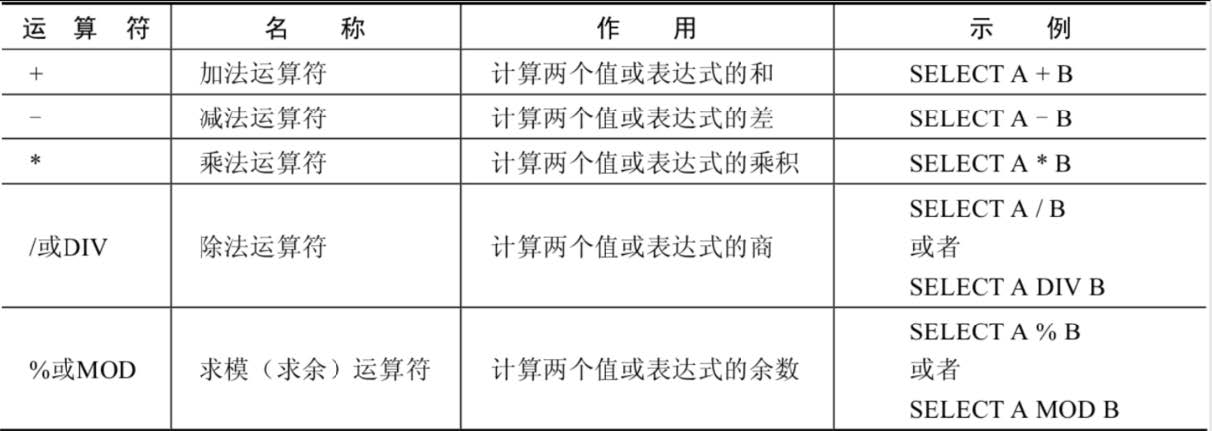 运 算 符 名 称 作 用 示 例
+ 加法运算符 计算两个值或表达式的和 SELECT A + B
- 减法运算符 计算两个值或表达式的差 SELECT A - B
* 乘法运算符 计算两个值或表达式的乘积 SELECT A * B
/或DIV 除法运算符 计算两个值或表达式的商 SELECT A / B
或者
SELECT A DIV B
%或MOD 求模（求余）运算符 计算两个值或表达式的余数 SELECT A % B
或者
SELECT A MOD B